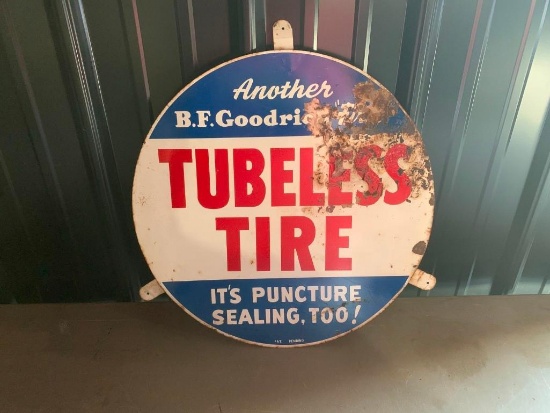 Another
B.F. Goodrich
TUBELESS
TIRE
IT'S PUNCTURE
SEALING, TOO!